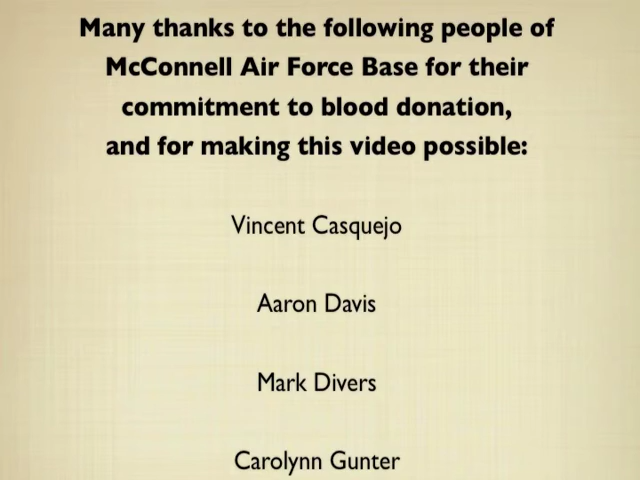 Many thanks to the following people of
McConnell Air Force Base for their
commitment to blood donation,
and for making this video possible:
Vincent Casquejo
Aaron Davis
Mark Divers
Carolynn Gunter